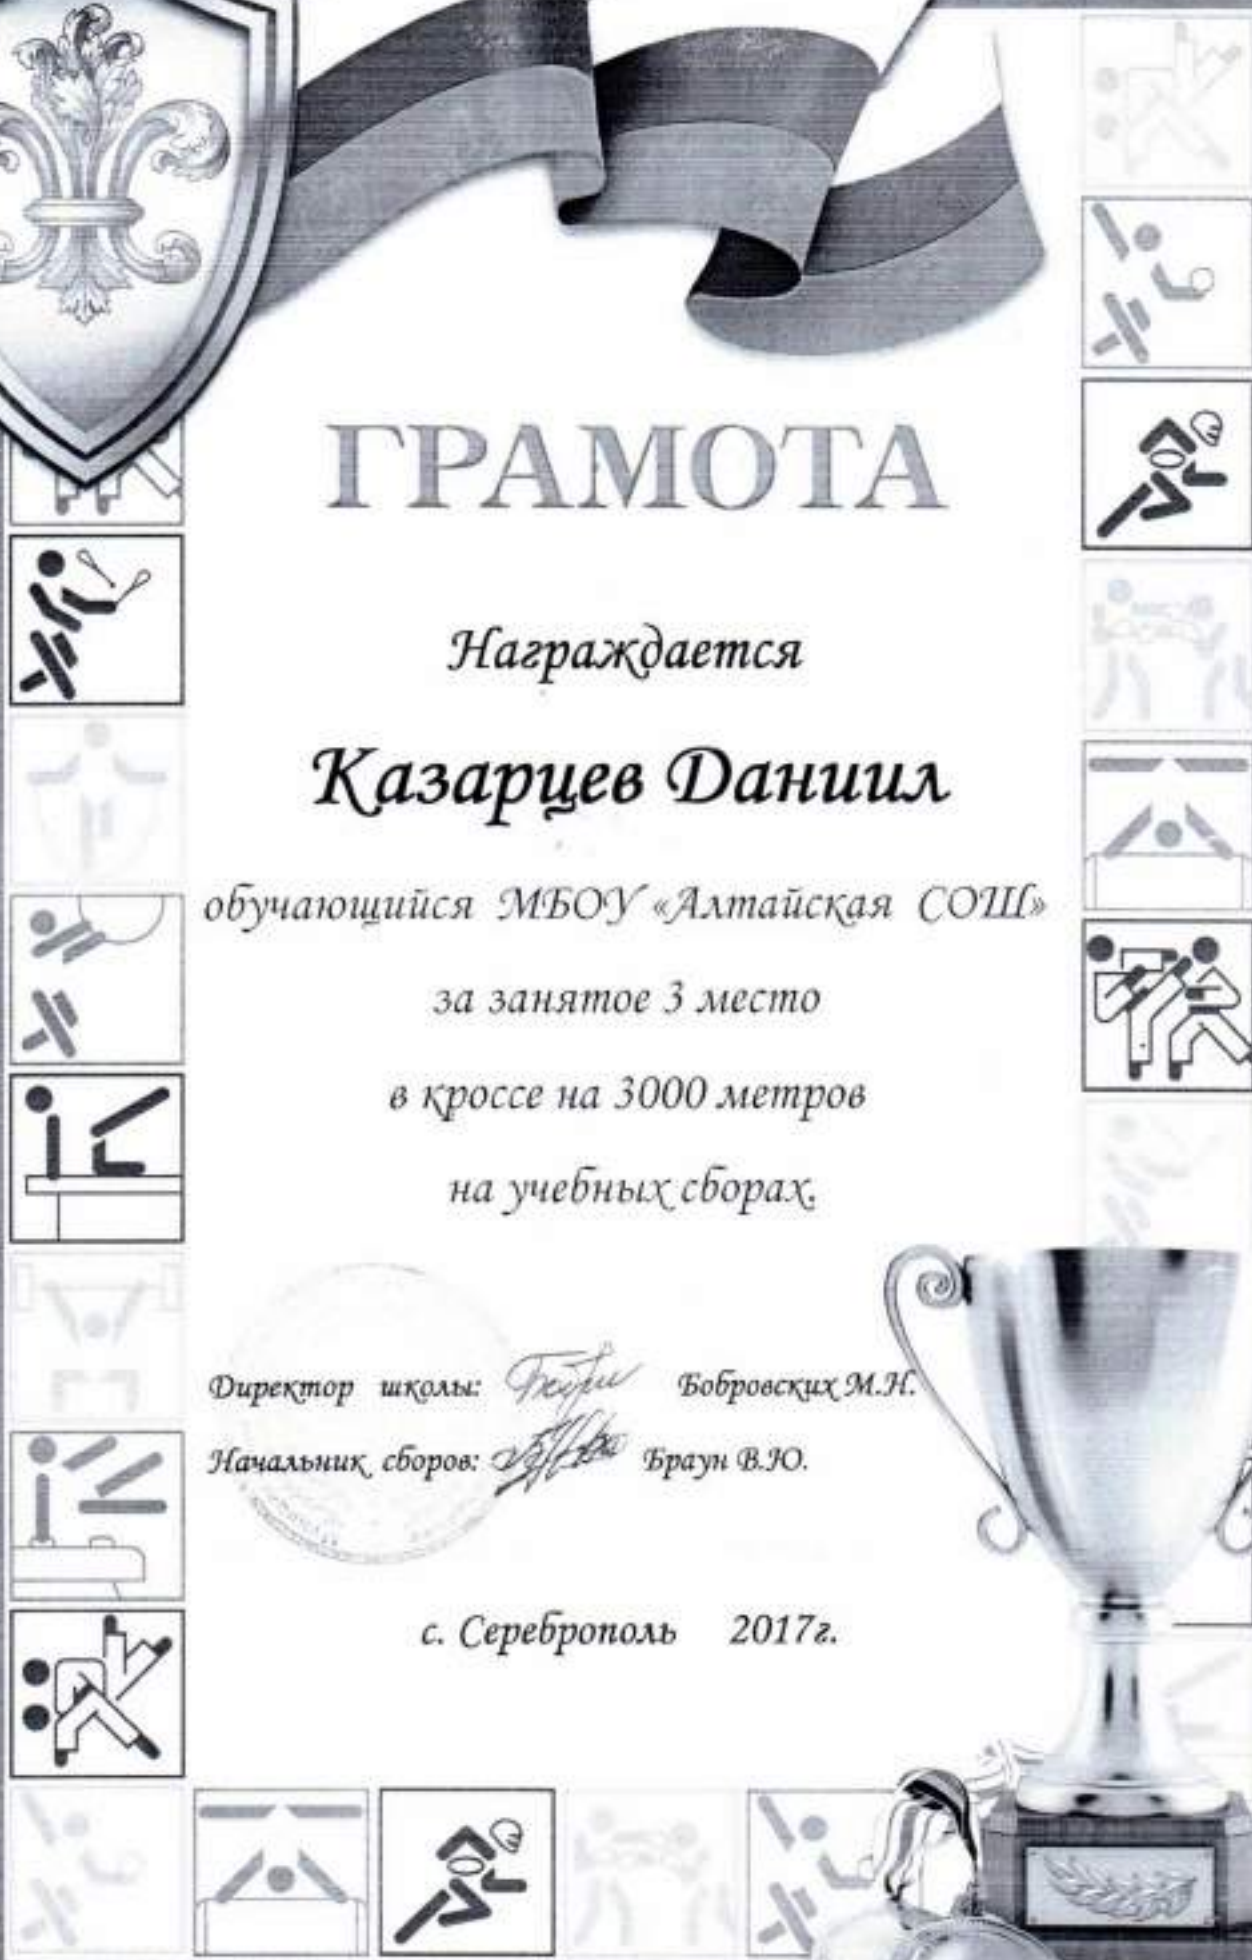 ГРАМОТА
Награждается
Казарцев Даниил
обучающийся МБОУ «Алтайская СОШ»
за занятое 3 место
в кроссе на 3000 метров
на учебных сборах.
Директор школы: Бобровских М.Н.
Начальник сборов: Браун В.Ю.
с. Сереброполь 2017г.